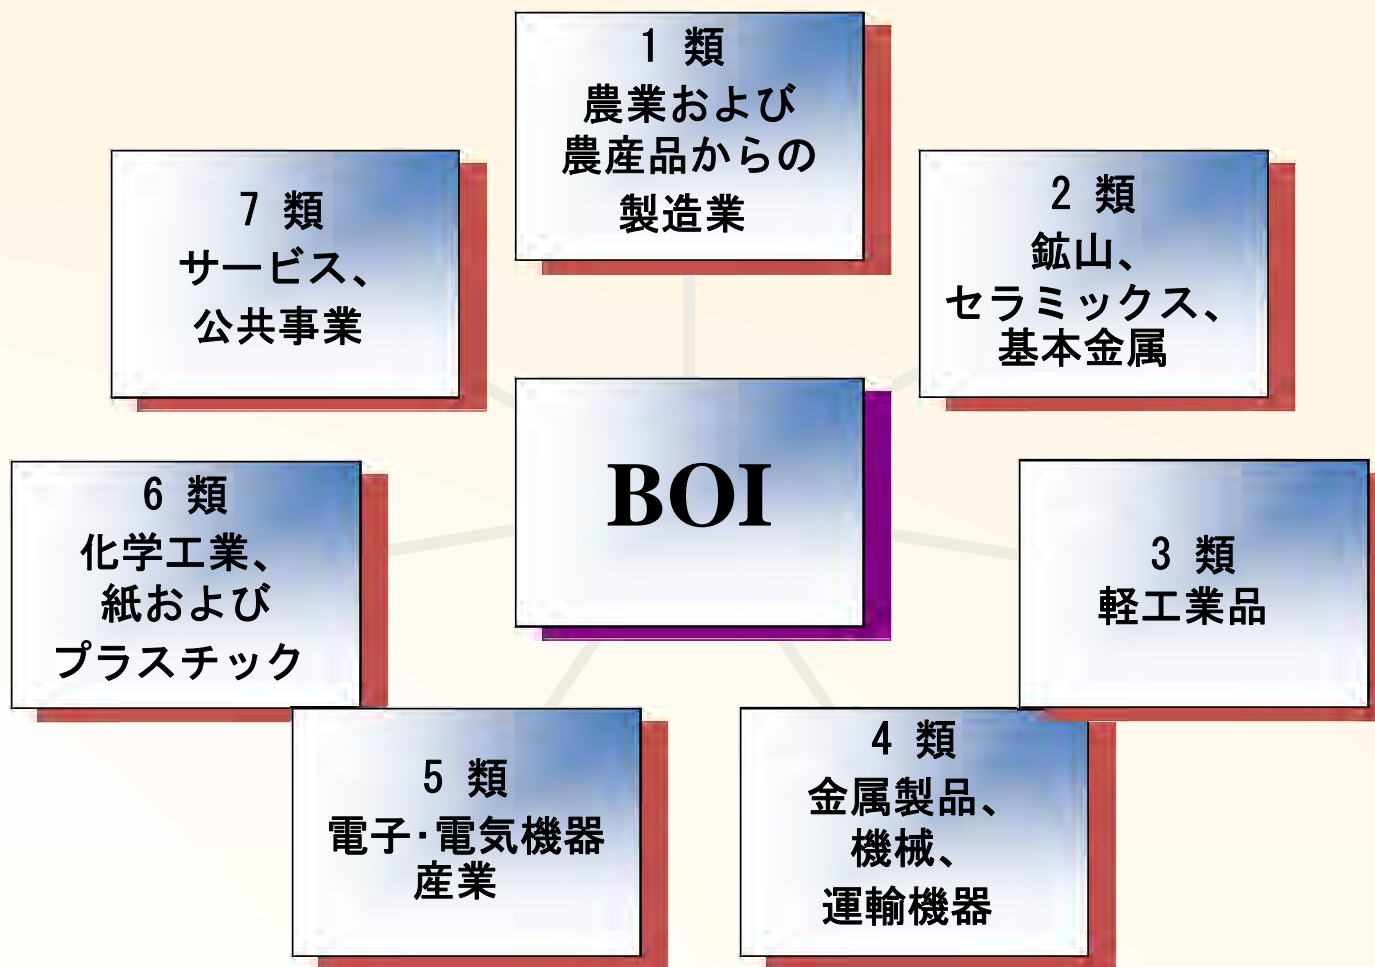 1 類
農業および
農産品からの
製造業
2 類
鉱山、
セラミックス、
基本金属
3 類
軽工業品
4 類
金属製品、
機械、
運輸機器
5 類
電子･電気機器
産業
6 類
化学工業、
紙および
プラスチック
7 類
サービス、
公共事業
BOI